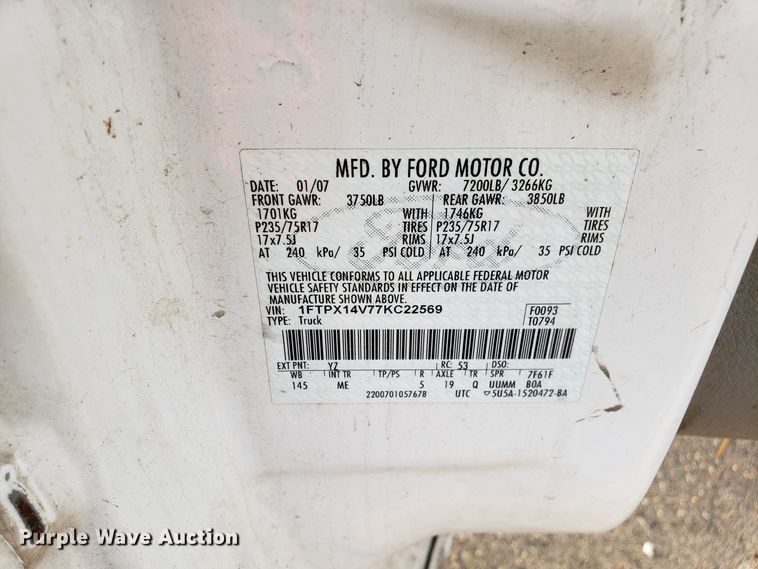 MFD. BY FORD MOTOR CO.
DATE: 01/07 GVWR: 7200LB/ 3266KG
FRONT GAWR: 3750LB REAR GAWR: 3850LB
1701KG WITH 1746KG WITH
P235/75R17 TIRES P235/75R17 TIRES
17x7.5J RIMS 17x7.5J RIMS
AT 240 kPa/ 35 PSI COLD AT 240 kPa/ 35 PSI COLD
THIS VEHICLE CONFORMS TO ALL APPLICABLE FEDERAL MOTOR
VEHICLE SAFETY STANDARDS IN EFFECT ON THE DATE OF
MANUFACTURE SHOWN ABOVE.
VIN: 1FTPX14V77KC22569 F0093
TYPE: Truck T0794
EXT PNT: YZ RC: 53 DSO:
WB INT TR TP/PS R AXLE TR SPR 7F61F
145 ME 5 19 Q UUMM BOA
2200701057678 UTC 5U5A-1520472-BA
Purple Wave Auction